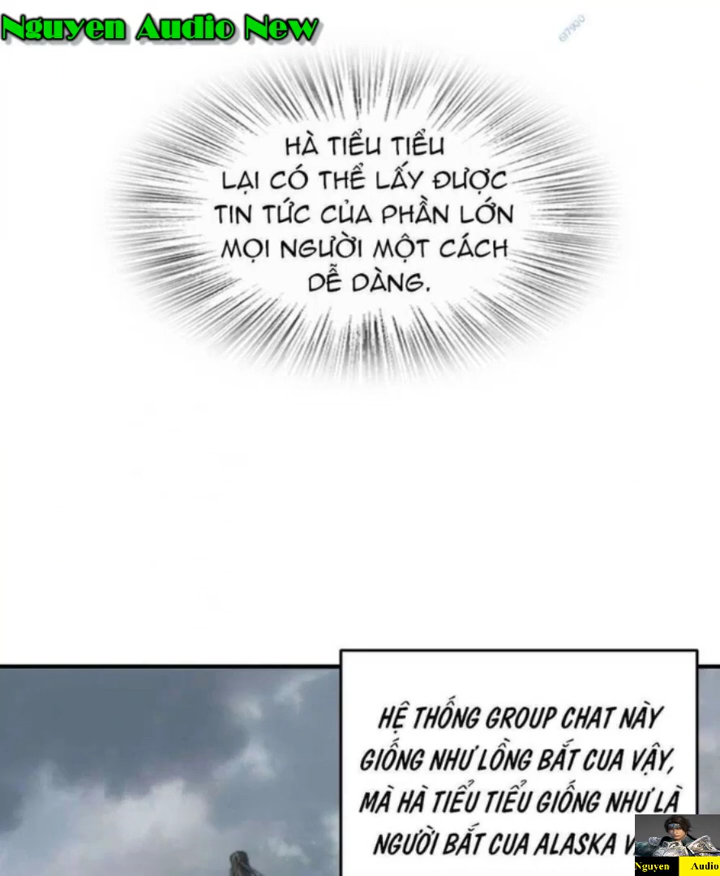 Nguyen Audio New
HÀ TIỂU TIỂU
LẠI CÓ THỂ LẤY ĐƯỢC
TIN TỨC CỦA PHẦN LỚN
MỌI NGƯỜI MỘT CÁCH
DỄ DÀNG.
HỆ THỐNG GROUP CHAT NÀY
GIỐNG NHƯ LỒNG BẮT CUA VẬY,
MÀ HÀ TIỂU TIỂU GIỐNG NHƯ LÀ
NGƯỜI BẮT CUA ALASKA
Nguyen Audio